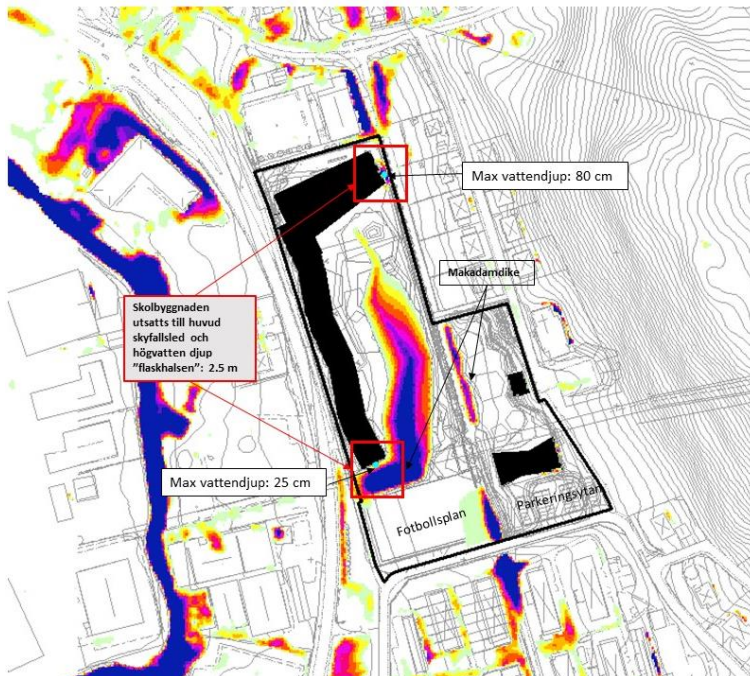 Max vattendjup: 80 cm
Makadamdike
Skolbyggnaden
utsatts till huvud
skyfallsled och
högvatten djup
”flaskhalsen”: 2.5 m
Max vattendjup: 25 cm
Fotbollsplan
Parkeringsytan